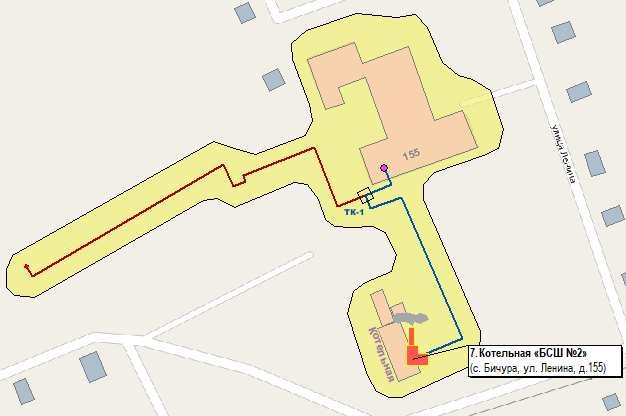 155
улица Ленина
ТК-1
Котельная
7. Котельная «БСШ №2»
(с. Бичура, ул. Ленина, д.155)